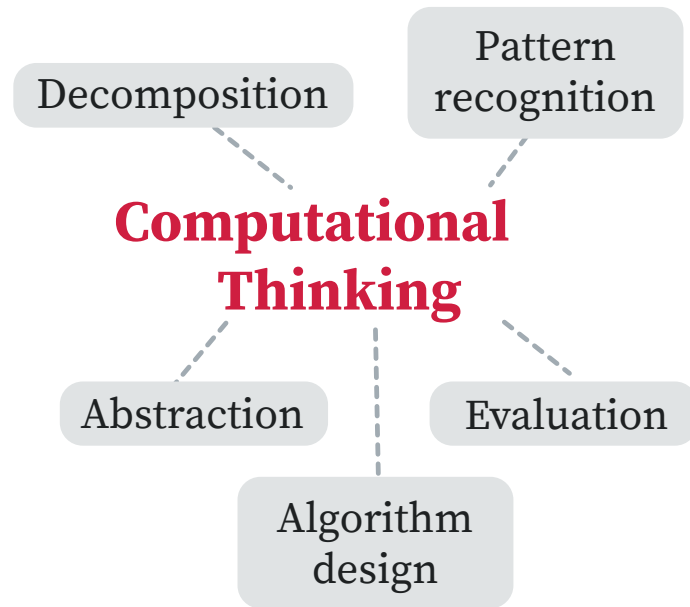 Decomposition
Pattern
recognition
Computational
Thinking
Abstraction
Evaluation
Algorithm
design